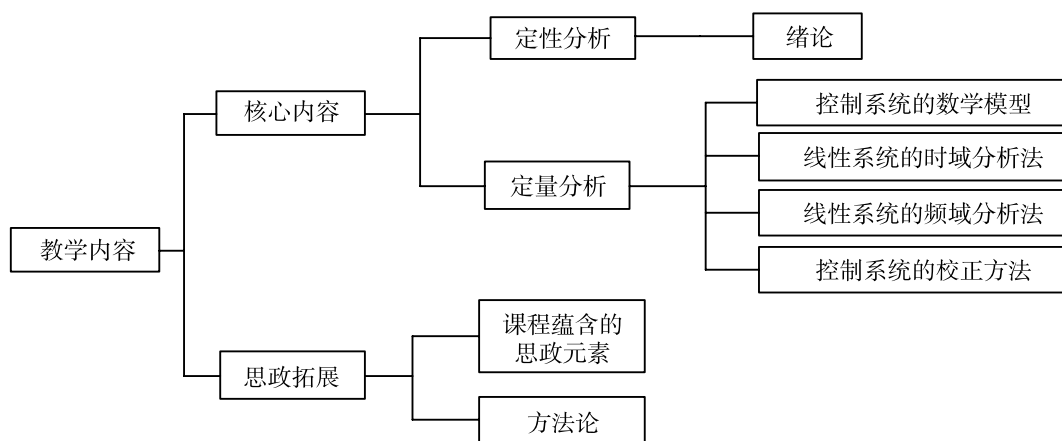 定性分析
绪论
核心内容
控制系统的数学模型
线性系统的时域分析法
定量分析
线性系统的频域分析法
教学内容
控制系统的校正方法
课程蕴含的
思政元素
思政拓展
方法论